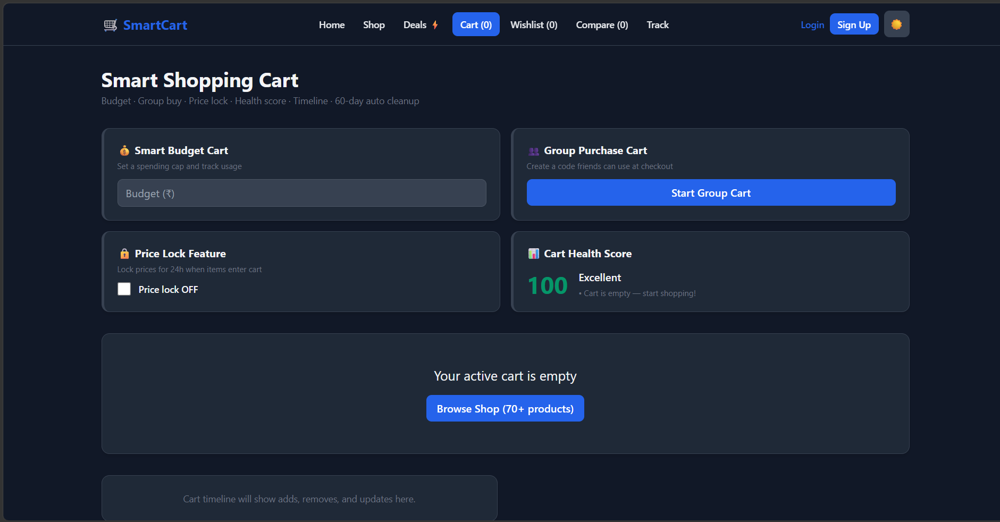 SmartCart
Home
Shop
Deals ⚡
Cart (0)
Wishlist (0)
Compare (0)
Track
Login
Sign Up
Smart Shopping Cart
Budget · Group buy · Price lock · Health score · Timeline · 60-day auto cleanup
Smart Budget Cart
Set a spending cap and track usage
Budget (₹)
Group Purchase Cart
Create a code friends can use at checkout
Start Group Cart
Price Lock Feature
Lock prices for 24h when items enter cart
Price lock OFF
Cart Health Score
100
Excellent
• Cart is empty — start shopping!
Your active cart is empty
Browse Shop (70+ products)
Cart timeline will show adds, removes, and updates here.